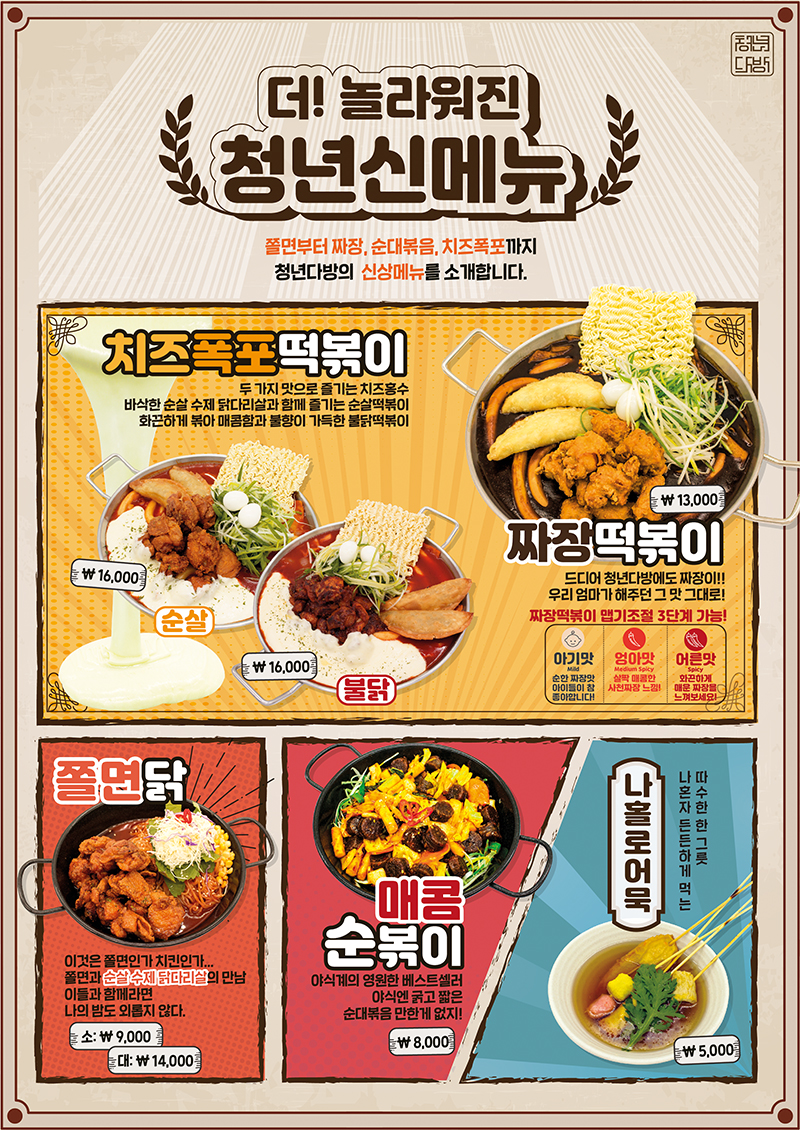 청년
다방
더! 놀라워진
청년신메뉴
쫄면부터 짜장, 순대볶음, 치즈폭포까지
청년다방의 신상메뉴를 소개합니다.
치즈폭포떡볶이
두 가지 맛으로 즐기는 치즈홍수
바삭한 순살 수제 닭다리살과 함께 즐기는 순살떡볶이
화끈하게 볶아 매콤함과 불향이 가득한 불닭떡볶이
₩ 16,000
순살
₩ 16,000
불닭
₩ 13,000
짜장떡볶이
드디어 청년다방에도 짜장이!!
우리 엄마가 해주던 그 맛 그대로!
짜장떡볶이 맵기조절 3단계 가능!
아기맛
Mild
순한 짜장맛
아이들이 참
좋아합니다!
엉아맛
Medium Spicy
살짝 매콤한
사천짜장 느낌!
어른맛
Spicy
화끈하게
매운 짜장을
느껴보세요!
쫄면닭
이것은 쫄면인가 치킨인가...
쫄면과 순살 수제 닭다리살의 만남
이들과 함께라면
나의 밤도 외롭지 않다.
소: ₩ 9,000
대: ₩ 14,000
매콤
순볶이
야식계의 영원한 베스트셀러
야식엔 굵고 짧은
순대볶음 만한게 없지!
₩ 8,000
나홀로어묵
따수한 한 그릇
나혼자 든든하게 먹는
₩ 5,000